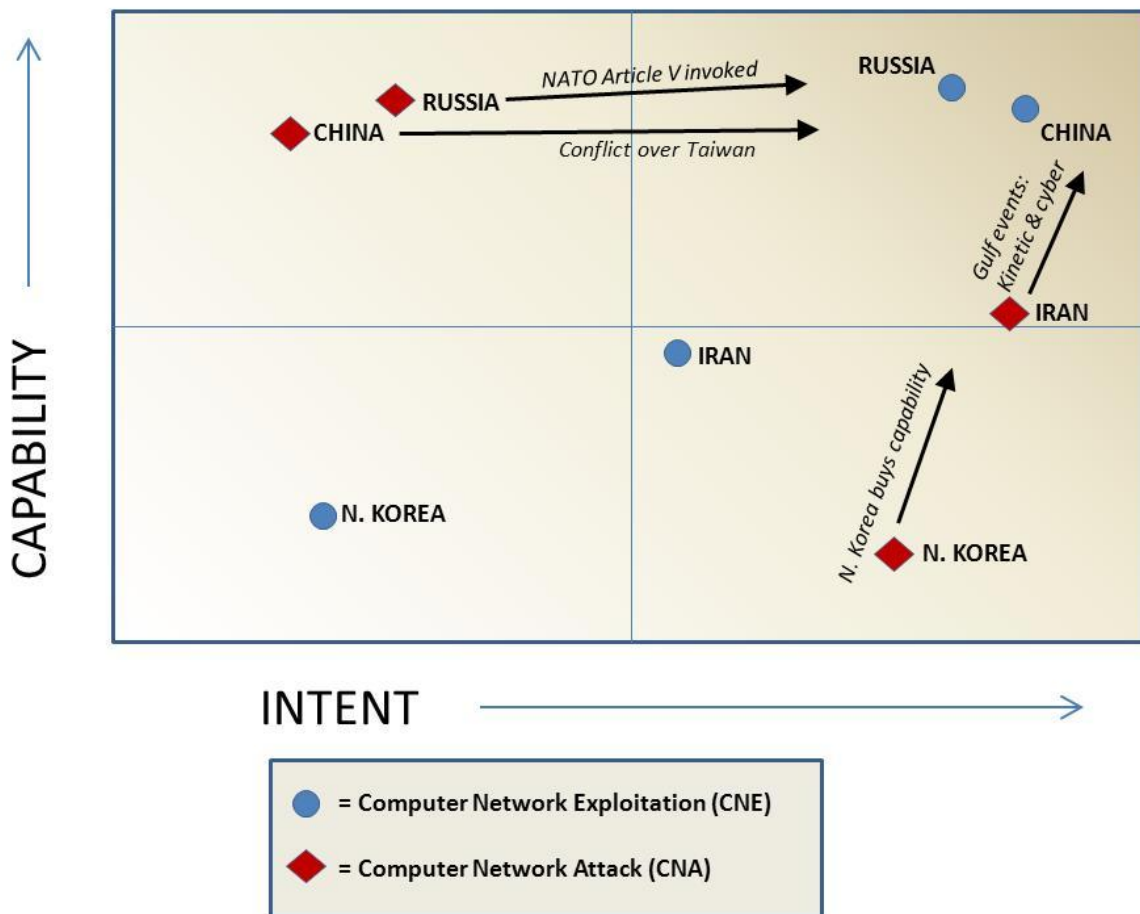 CAPABILITY
NATO Article V invoked
RUSSIA
RUSSIA
CHINA
CHINA
Conflict over Taiwan
Gulf events:
Kinetic & cyber
IRAN
IRAN
N. Korea buys capability
N. KOREA
N. KOREA
INTENT
= Computer Network Exploitation (CNE)
= Computer Network Attack (CNA)